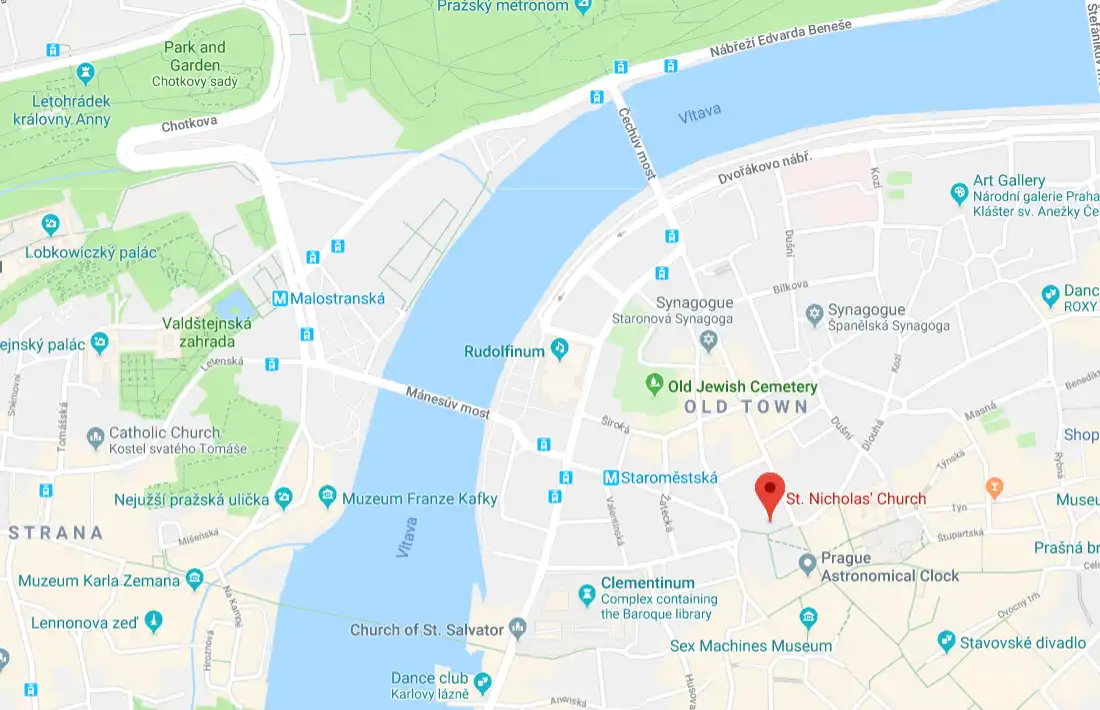 Pražský metronom
Nábřeží Edvarda Beneše
Park and
Garden
Chotkovy sady
Letohrádek
královny Anny
Chotkova
Vltava
Čechův most
Dvořákovo nábř.
Kozí
Art Gallery
Národní galerie Praha
Klášter sv. Anežky Če
Lobkowiczký palác
Dušní
Bílkova
Malostranská
Synagogue
Staronová Synagoga
Synagogue
Španělská Synagoga
Danc
ROXY
Valdštejnská
zahrada
ejnský palác
Letenská
Rudolfinum
Kozí
Old Jewish Cemetery
OLD TOWN
Benedikt
Sněmovní
Tomášská
Mánesův most
Široká
Dušní
Dlouhá
Masná
Catholic Church
Kostel svatého Tomáše
Shop
Týnská
Rybná
Staroměstská
Nejužší pražská ulička
Muzeum Franze Kafky
Valentinská
Žatecká
St. Nicholas' Church
Týn
Museu
STRANA
Mišeňská
Vltava
Štupartská
Prašná br
Cele
Prague
Astronomical Clock
Muzeum Karla Zemana
Na Kampě
Clementinum
Complex containing
the Baroque library
Ovocný trh
Lennonova zeď
Hroznová
Church of St. Salvator
Sex Machines Museum
Stavovské divadlo
Dance club
Karlovy lázně
Anenská
Husova